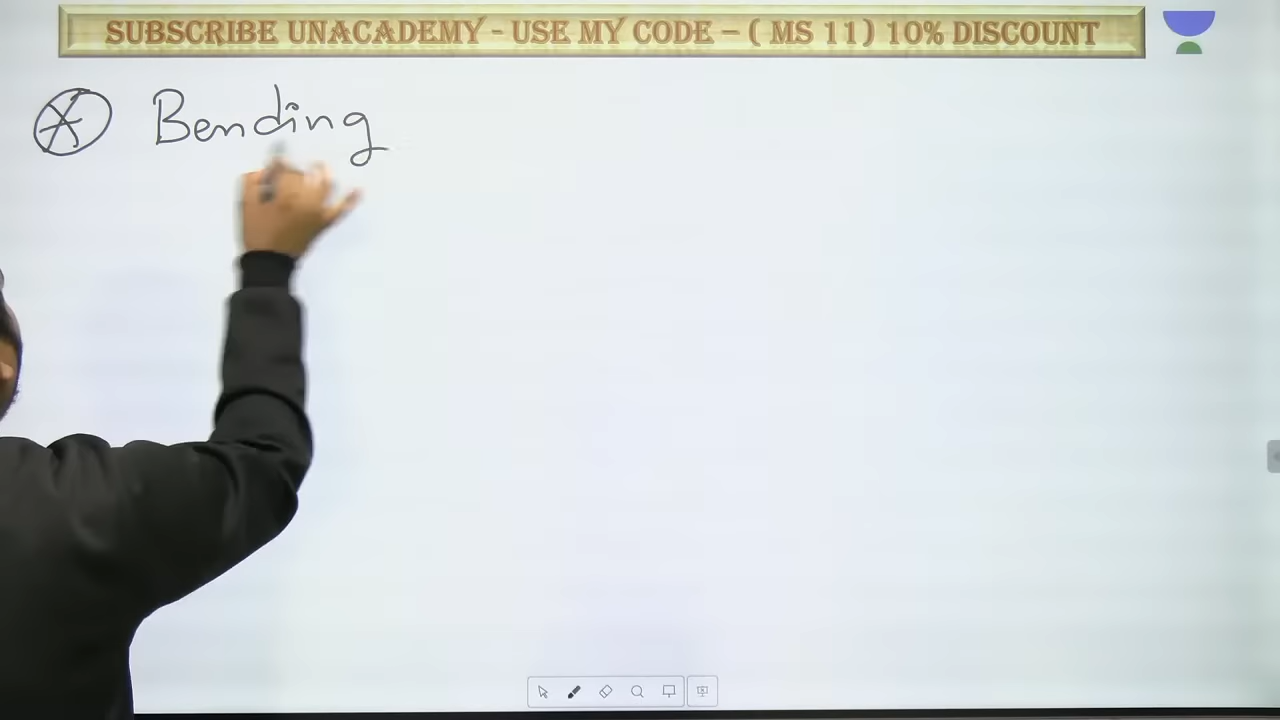 SUBSCRIBE UNACADEMY - USE MY CODE – ( MS 11 ) 10% DISCOUNT
Bending